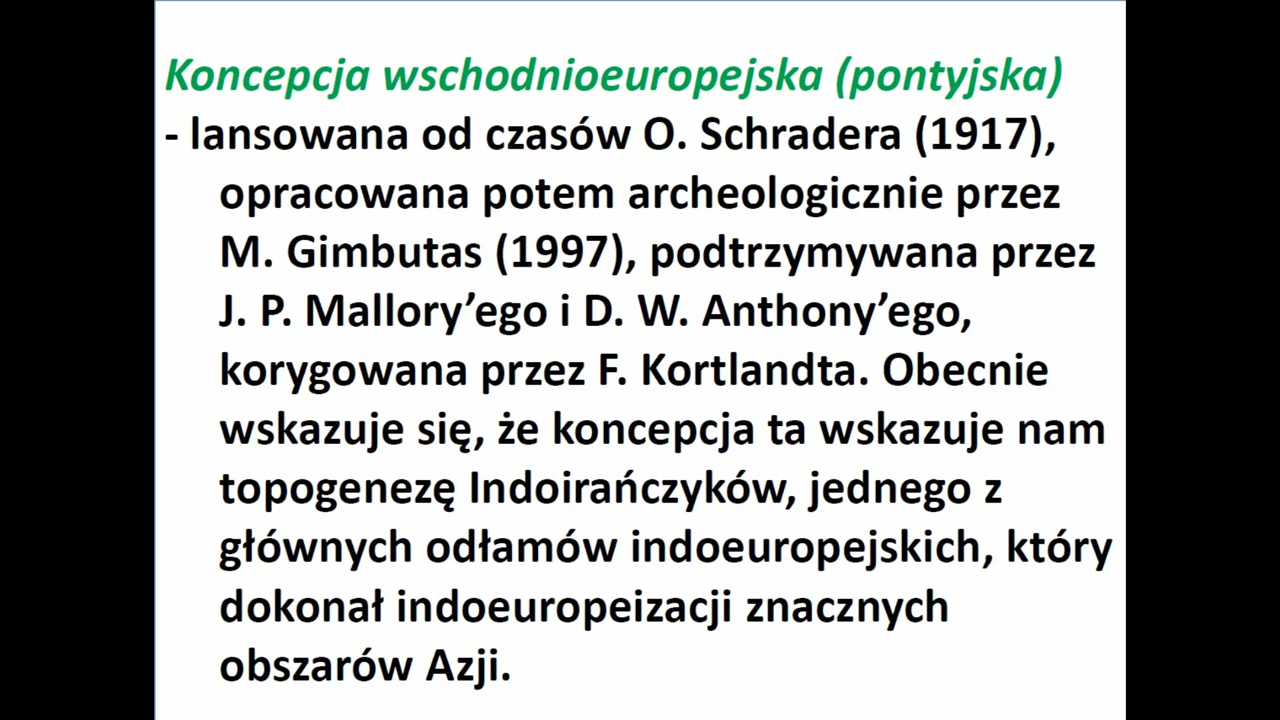 Koncepcja wschodnioeuropejska (pontyjska)
- lansowana od czasów O. Schradera (1917),
opracowana potem archeologicznie przez
M. Gimbutas (1997), podtrzymywana przez
J. P. Mallory’ego i D. W. Anthony’ego,
korygowana przez F. Kortlandta. Obecnie
wskazuje się, że koncepcja ta wskazuje nam
topogenezę Indoirańczyków, jednego z
głównych odłamów indoeuropejskich, który
dokonał indoeuropeizacji znacznych
obszarów Azji.